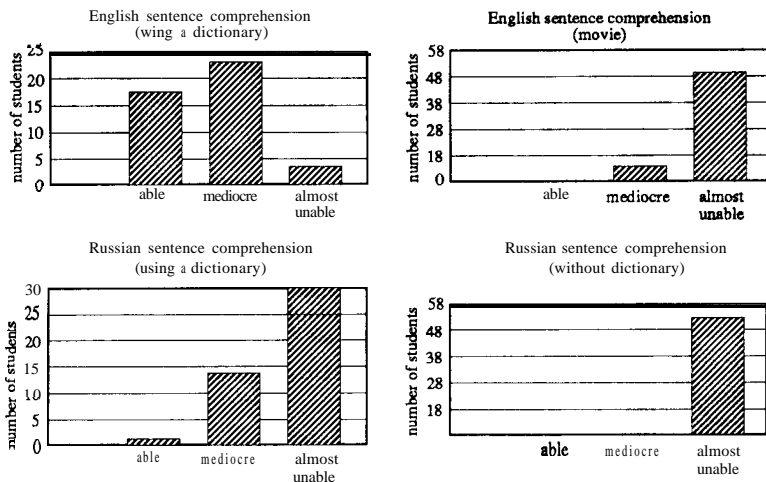 English sentence comprehension
(wing a dictionary)
number of students
25
20
15
10
5
0
able
mediocre
almost
unable
English sentence comprehension
(movie)
number of students
58
48
38
28
18
0
able
mediocre
almost
unable
Russian sentence comprehension
(using a dictionary)
number of students
30
25
20
15
10
5
0
able
mediocre
almost
unable
Russian sentence comprehension
(without dictionary)
number of students
58
48
38
28
18
able
mediocre
almost
unable